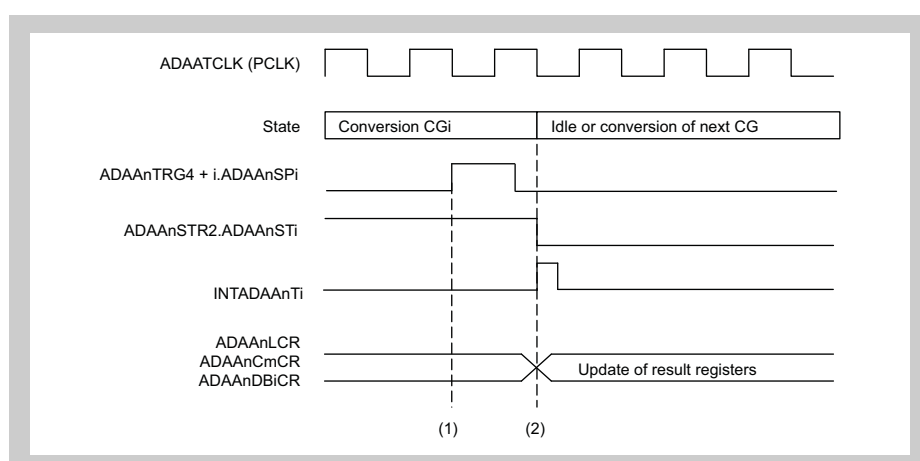 ADAATCLK (PCLK)
State
Conversion CGi
Idle or conversion of next CG
ADAAnTRG4 + i.ADAAnSPi
ADAAnSTR2.ADAAnSTi
INTADAAnTi
ADAAnLCR
ADAAnCmCR
ADAAnDBiCR
Update of result registers
(1)
(2)